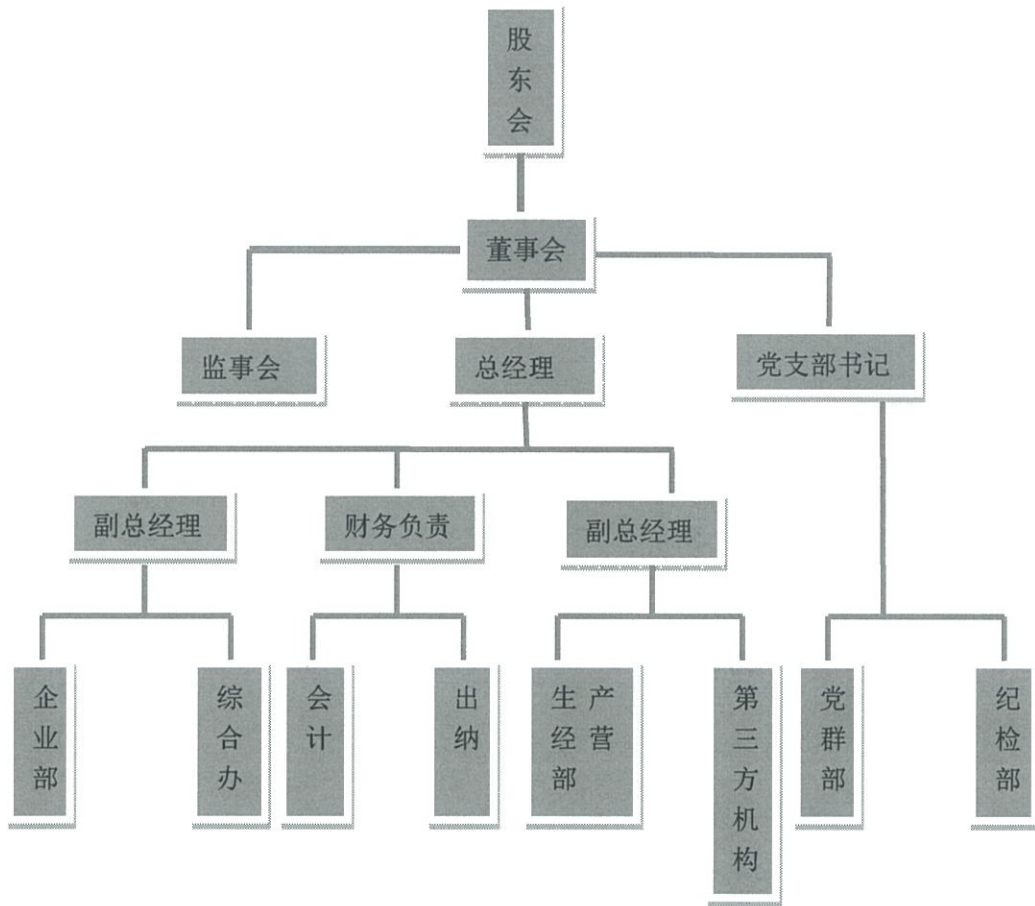 股东会
董事会
监事会
总经理
党支部书记
副总经理
财务负责
副总经理
企业部
综合办
会计
出纳
生产经营部
第三方机构
党群部
纪检部